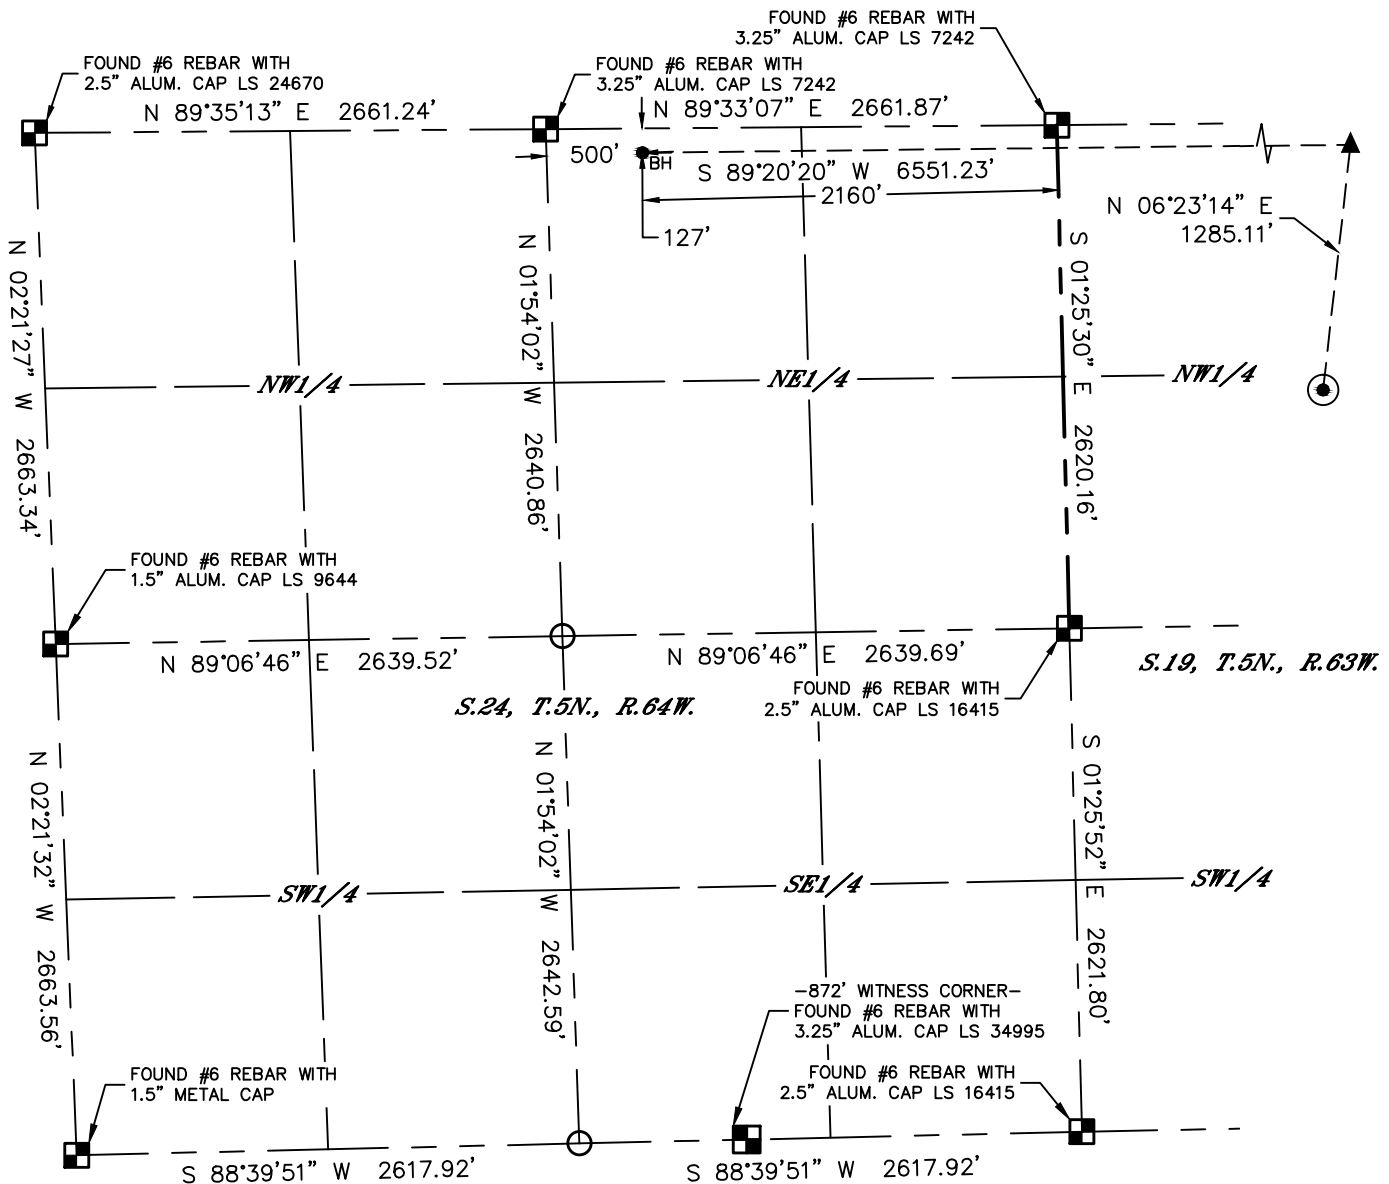 FOUND #6 REBAR WITH
3.25" ALUM. CAP LS 7242
FOUND #6 REBAR WITH
2.5" ALUM. CAP LS 24670
FOUND #6 REBAR WITH
3.25" ALUM. CAP LS 7242
N 89°35'13" E 2661.24'
N 89°33'07" E 2661.87'
500'
BH
S 89°20'20" W 6551.23'
2160'
127'
N 06°23'14" E
1285.11'
N 02°21'27" W 2663.34'
N 01°54'02" W 2640.86'
S 01°25'30" E 2620.16'
NW1/4
NE1/4
NW1/4
FOUND #6 REBAR WITH
1.5" ALUM. CAP LS 9644
N 89°06'46" E 2639.52'
N 89°06'46" E 2639.69'
S.19, T.5N., R.63W.
S.24, T.5N., R.64W.
FOUND #6 REBAR WITH
2.5" ALUM. CAP LS 16415
N 02°21'32" W 2663.56'
N 01°54'02" W 2642.59'
S 01°25'52" E 2621.80'
SW1/4
SE1/4
SW1/4
-872' WITNESS CORNER-
FOUND #6 REBAR WITH
3.25" ALUM. CAP LS 34995
FOUND #6 REBAR WITH
1.5" METAL CAP
FOUND #6 REBAR WITH
2.5" ALUM. CAP LS 16415
S 88°39'51" W 2617.92'
S 88°39'51" W 2617.92'